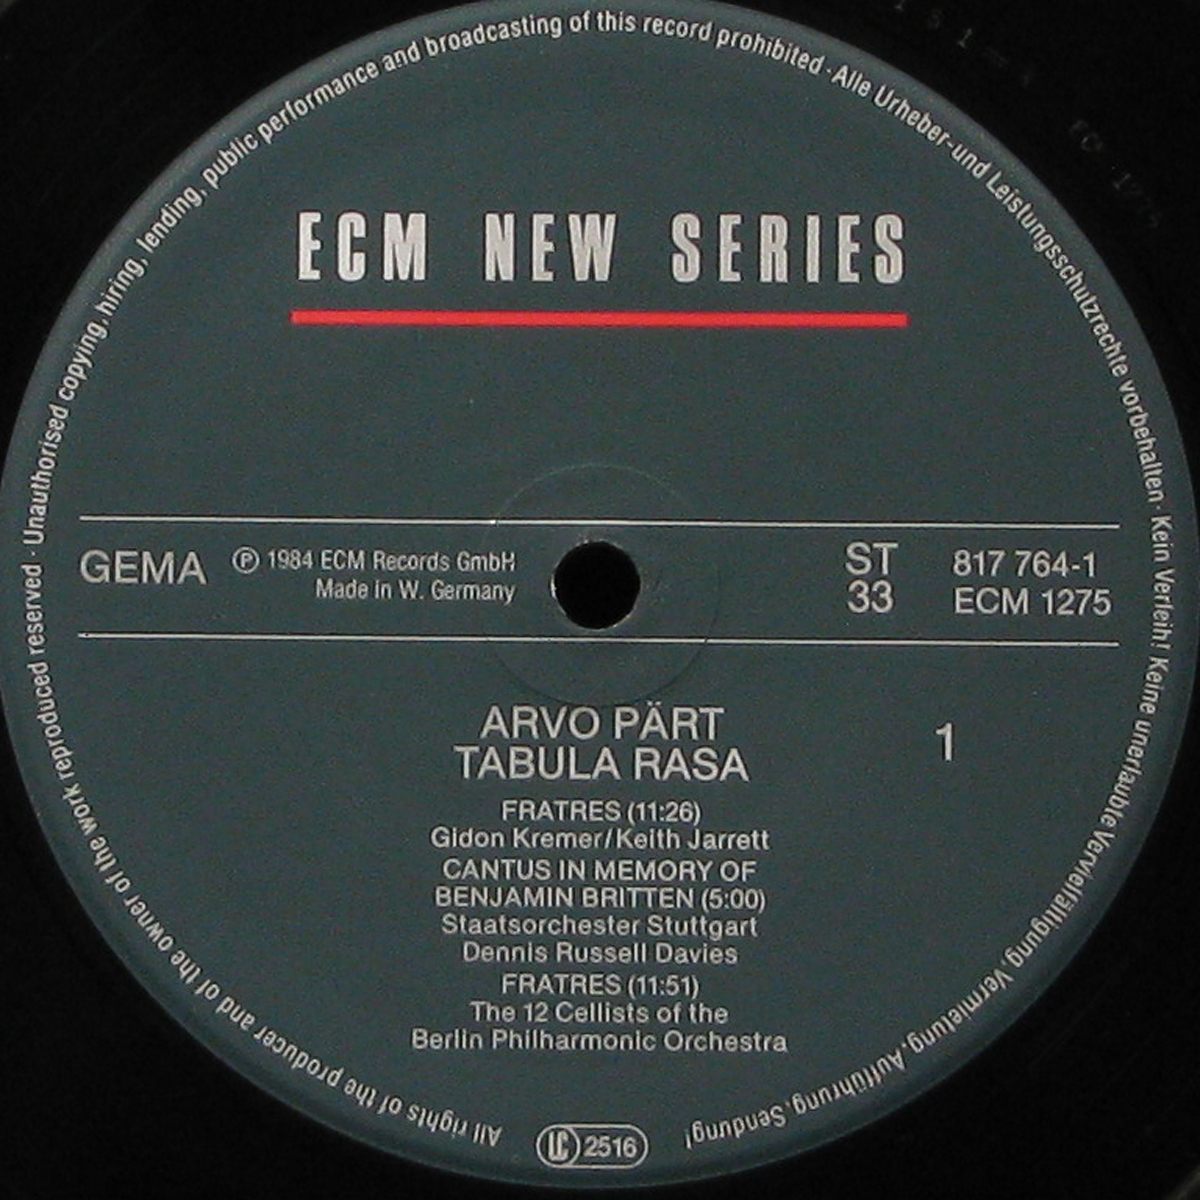 ECM NEW SERIES
GEMA
Ⓟ 1984 ECM Records GmbH
Made in W. Germany
ST
33
817 764-1
ECM 1275
ARVO PÄRT
TABULA RASA
1
FRATRES (11:26)
Gidon Kremer/Keith Jarrett
CANTUS IN MEMORY OF
BENJAMIN BRITTEN (5:00)
Staatsorchester Stuttgart
Dennis Russell Davies
FRATRES (11:51)
The 12 Cellists of the
Berlin Philharmonic Orchestra
LC 2516
All rights of the producer and of the owner of the work reproduced reserved · Unauthorised copying, hiring, lending, public performance and broadcasting of this record prohibited · Alle Urheber-und Leistungsschutzrechte vorbehalten · Kein Verleih! Keine unerlaubte Vervielfältigung, Vermietung, Aufführung, Sendung!